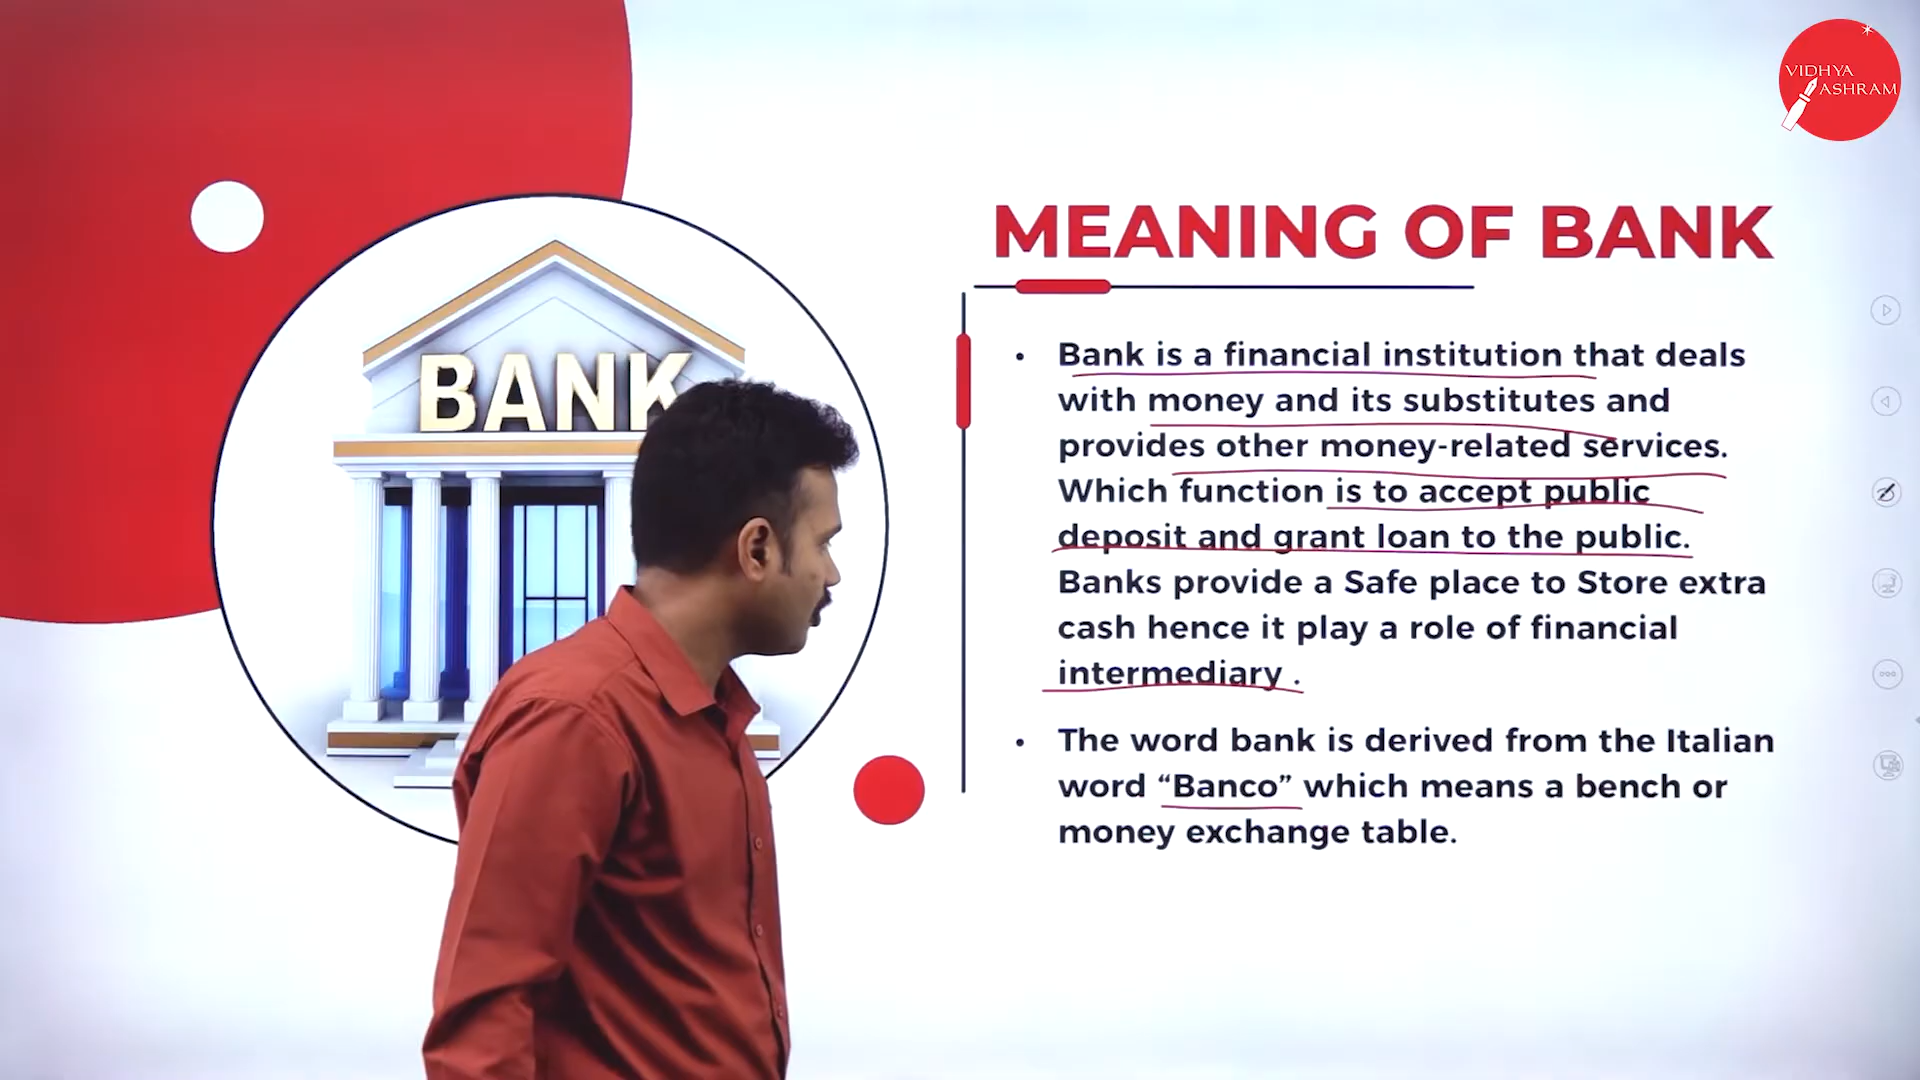 VIDHYA
ASHRAM
MEANING OF BANK
BANK
• Bank is a financial institution that deals
with money and its substitutes and
provides other money-related services.
Which function is to accept public
deposit and grant loan to the public.
Banks provide a Safe place to Store extra
cash hence it play a role of financial
intermediary .
• The word bank is derived from the Italian
word “Banco” which means a bench or
money exchange table.